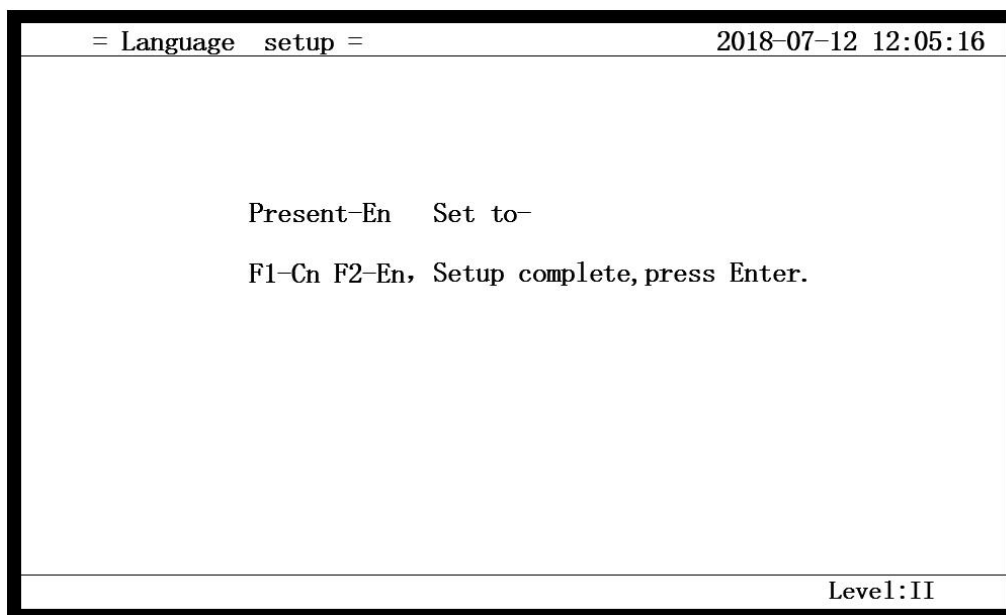 = Language setup =
2018-07-12 12:05:16
Present-En Set to-
F1-Cn F2-En，Setup complete,press Enter.
Level:II